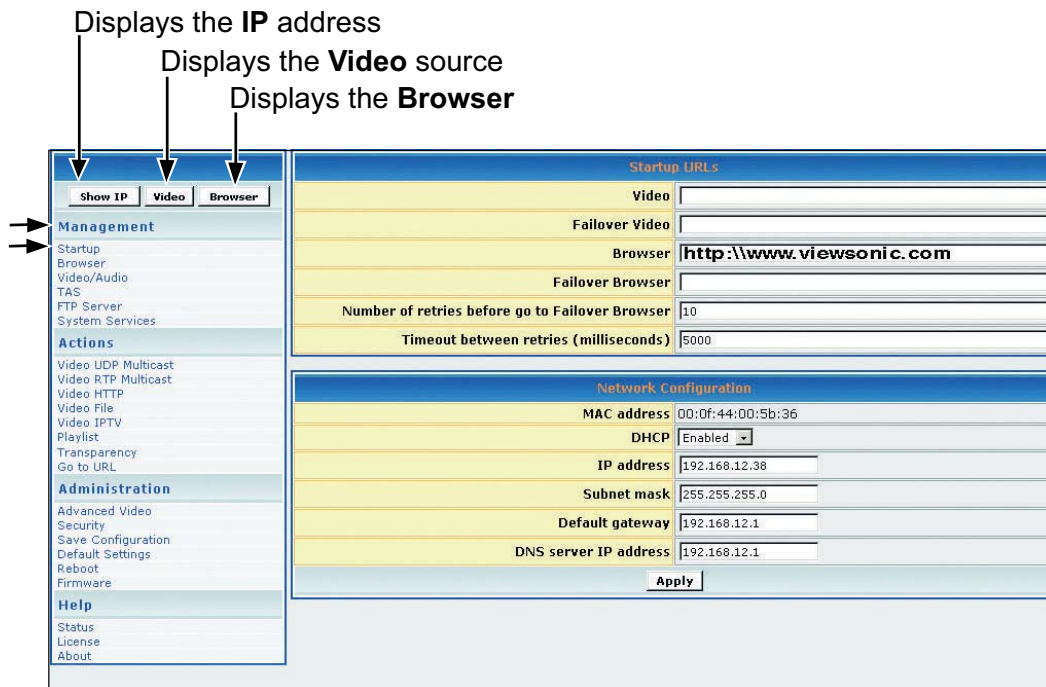 Displays the IP address
Displays the Video source
Displays the Browser
Show IP Video Browser
Management
Startup
Browser
Video/Audio
TAS
FTP Server
System Services
Actions
Video UDP Multicast
Video RTP Multicast
Video HTTP
Video File
Video IPTV
Playlist
Transparency
Go to URL
Administration
Advanced Video
Security
Save Configuration
Default Settings
Reboot
Firmware
Help
Status
License
About
Startup URLs
Video
Failover Video
Browser http:\\www.viewsonic.com
Failover Browser
Number of retries before go to Failover Browser 10
Timeout between retries (milliseconds) 5000
Network Configuration
MAC address 00:0f:44:00:5b:36
DHCP Enabled
IP address 192.168.12.38
Subnet mask 255.255.255.0
Default gateway 192.168.12.1
DNS server IP address 192.168.12.1
Apply